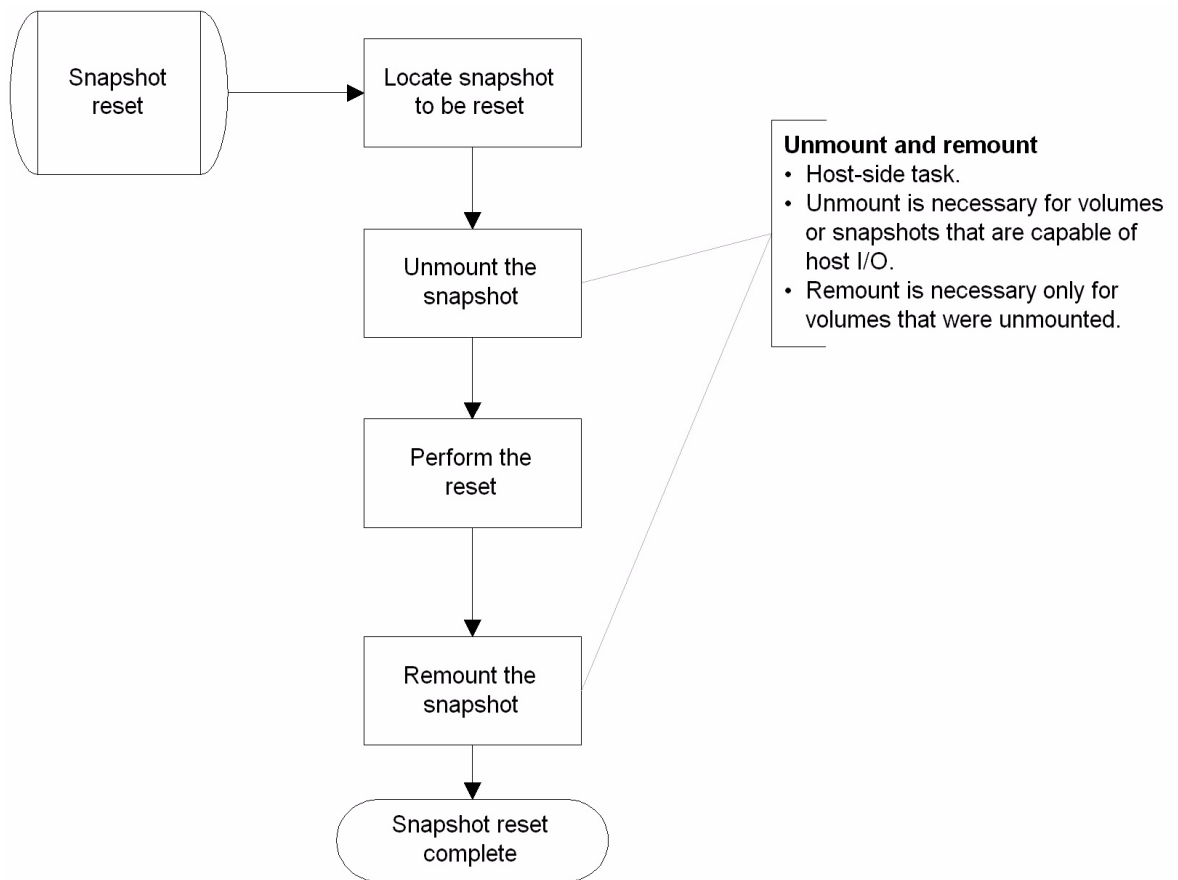 Snapshot
reset
Locate snapshot
to be reset
Unmount the
snapshot
Perform the
reset
Remount the
snapshot
Snapshot reset
complete
Unmount and remount
• Host-side task.
• Unmount is necessary for volumes
or snapshots that are capable of
host I/O.
• Remount is necessary only for
volumes that were unmounted.